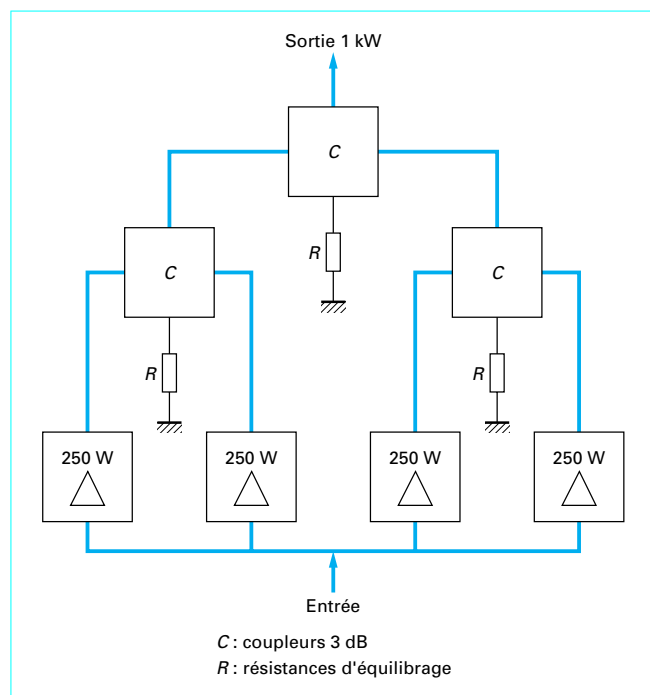 Sortie 1 kW
C
R
C
C
R
R
250 W
250 W
250 W
250 W
Entrée
C : coupleurs 3 dB
R : résistances d'équilibrage